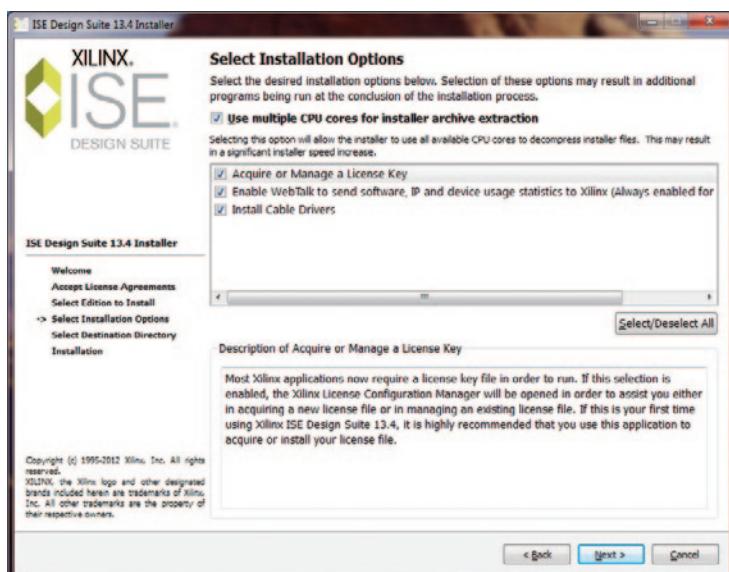 ISE Design Suite 13.4 Installer
XILINX.
ISE
DESIGN SUITE
ISE Design Suite 13.4 Installer
Welcome
Accept License Agreements
Select Edition to Install
-> Select Installation Options
Select Destination Directory
Installation
Copyright (c) 1995-2012 Xilinx, Inc. All rights
reserved.
XILINX, the Xilinx logo and other designated
brands included herein are trademarks of Xilinx,
Inc. All other trademarks are the property of
their respective owners.
Select Installation Options
Select the desired installation options below. Selection of these options may result in additional
programs being run at the conclusion of the installation process.
Use multiple CPU cores for installer archive extraction
Selecting this option will allow the installer to use all available CPU cores to decompress installer files. This may result
in a significant installer speed increase.
Acquire or Manage a License Key
Enable WebTalk to send software, IP and device usage statistics to Xilinx (Always enabled for
Install Cable Drivers
Select/Deselect All
Description of Acquire or Manage a License Key
Most Xilinx applications now require a license key file in order to run. If this selection is
enabled, the Xilinx License Configuration Manager will be opened in order to assist you either
in acquiring a new license file or in managing an existing license file. If this is your first time
using Xilinx ISE Design Suite 13.4, it is highly recommended that you use this application to
acquire or install your license file.
< Back
Next >
Cancel